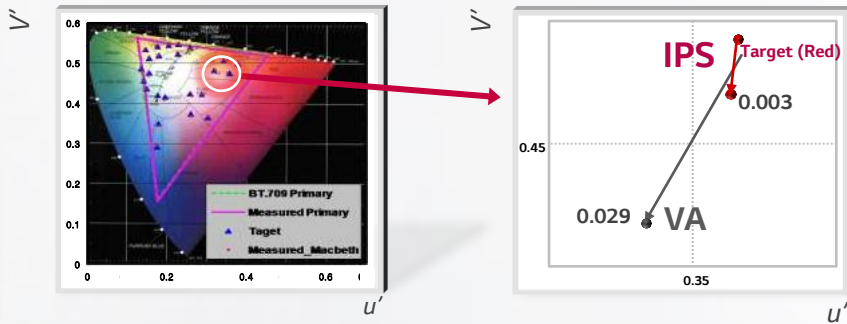 v'
0.6
0.5
0.4
0.3
0.2
0.1
0
0
0.2
0.4
0.6
BT.709 Primary
Measured Primary
Taget
Measured_Macbeth
u'
v'
IPS
Target (Red)
0.003
0.45
0.029
VA
0.35
u'